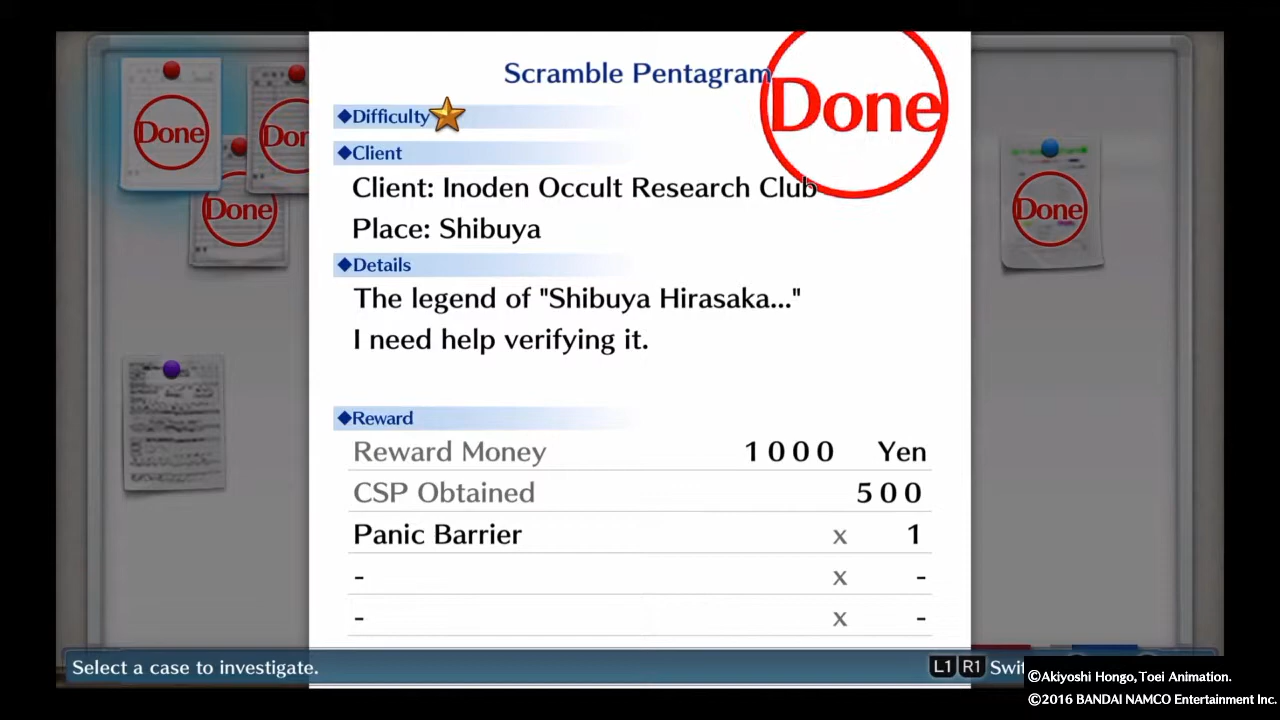 Scramble Pentagram
Done
◆Difficulty
◆Client
Client: Inoden Occult Research Club
Place: Shibuya
◆Details
The legend of "Shibuya Hirasaka..."
I need help verifying it.
◆Reward
Reward Money 1000 Yen
CSP Obtained 500
Panic Barrier x 1
- x -
- x -
Done
Done
Done
Select a case to investigate.
L1 R1
©Akiyoshi Hongo, Toei Animation.
©2016 BANDAI NAMCO Entertainment Inc.